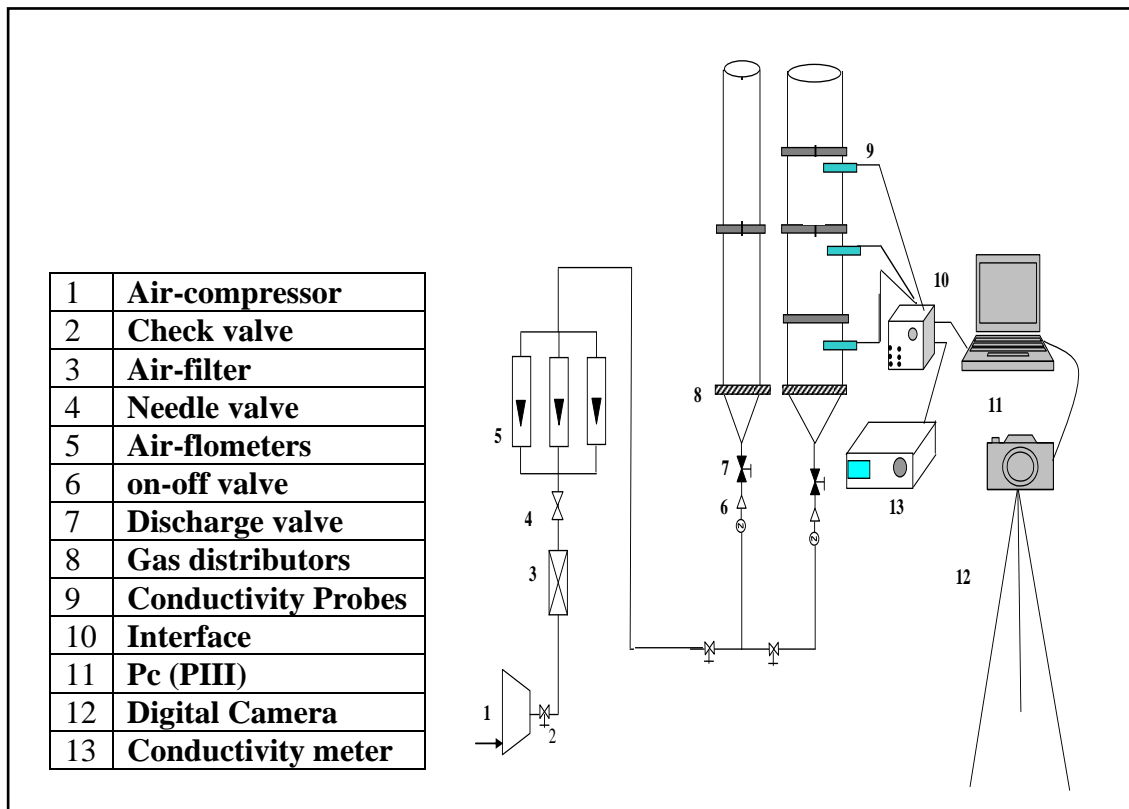 1 Air-compressor
2 Check valve
3 Air-filter
4 Needle valve
5 Air-flometers
6 on-off valve
7 Discharge valve
8 Gas distributors
9 Conductivity Probes
10 Interface
11 Pc (PIII)
12 Digital Camera
13 Conductivity meter
9
10
8
11
5
7
6
4
13
3
12
1
2
Z
Z